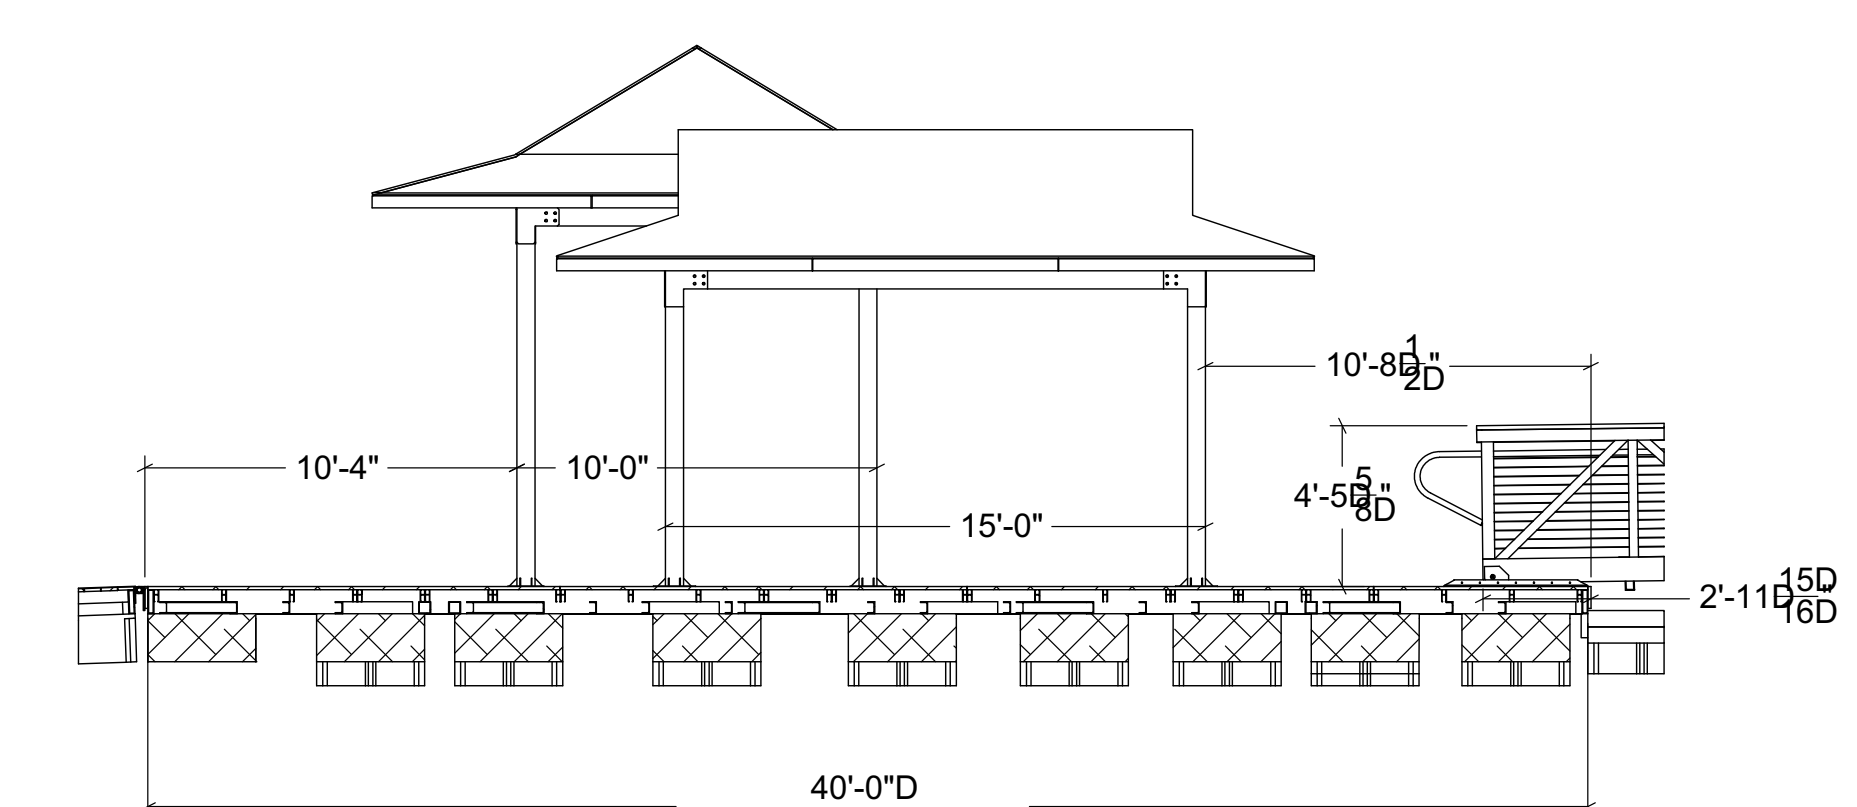 10'-8D 1/2D "
10'-4"
10'-0"
4'-5D 5/8D "
15'-0"
2'-11D 15D/16D "
40'-0"D